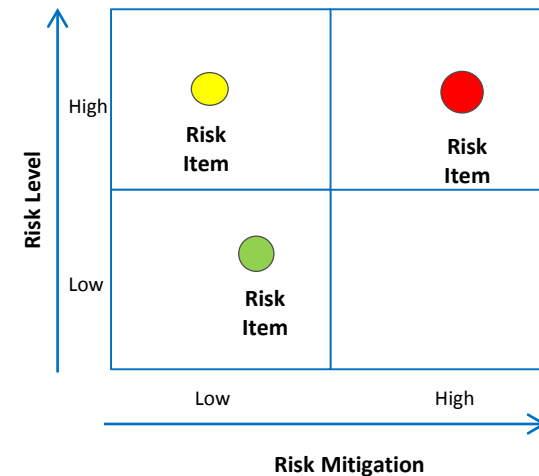 High
Risk
Item
Risk
Item
Risk Level
Low
Risk
Item
Low
High
Risk Mitigation